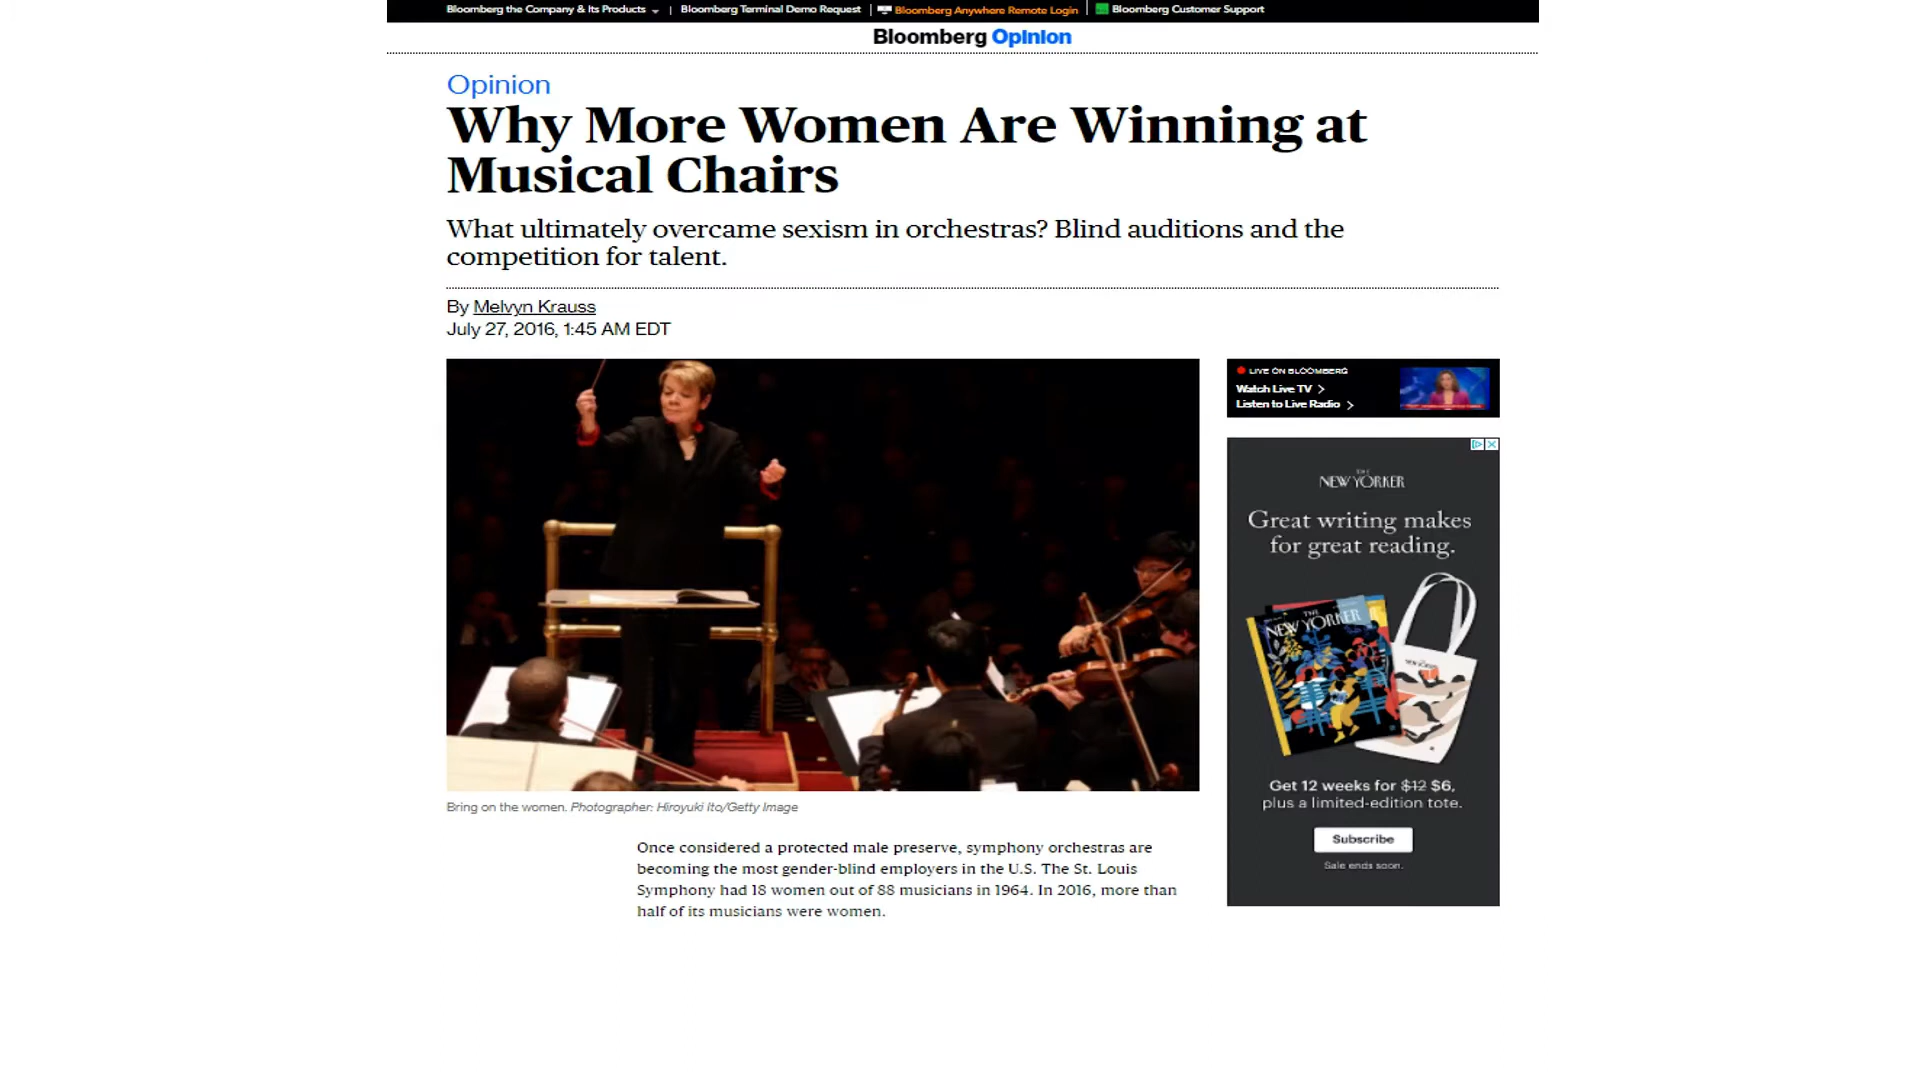 Bloomberg the Company & Its Products | Bloomberg Terminal Demo Request | Bloomberg Anywhere Remote Login | Bloomberg Customer Support
Bloomberg Opinion
Opinion
Why More Women Are Winning at
Musical Chairs
What ultimately overcame sexism in orchestras? Blind auditions and the
competition for talent.
By Melvyn Krauss
July 27, 2016, 1:45 AM EDT
LIVE ON BLOOMBERG
Watch Live TV >
Listen to Live Radio >
THE
NEW YORKER
Great writing makes
for great reading.
THE
NEW YORKER
NEW YORKER
Get 12 weeks for $12 $6,
plus a limited-edition tote.
Subscribe
Sale ends soon.
Bring on the women. Photographer: Hiroyuki Ito/Getty Image
Once considered a protected male preserve, symphony orchestras are
becoming the most gender-blind employers in the U.S. The St. Louis
Symphony had 18 women out of 88 musicians in 1964. In 2016, more than
half of its musicians were women.